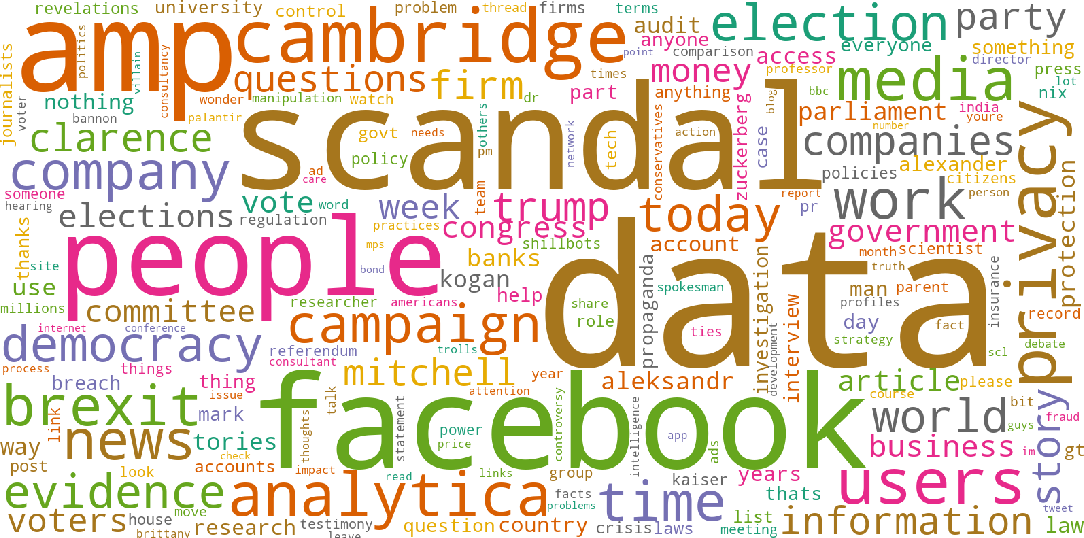 revelations
university
control
problem
thread
firms
terms
election
party
amp
cambridge
audit
anyone
everyone
something
politics
villain
consultancy
journalists
questions
firm
money
comparison
access
director
point
media
press
lot
nothing
wonder
manipulation
watch
times
dr
part
anything
professor
bbc
blog
nix
voter
bannon
palantir
scandal
zuckerberg
parliament
india
youre
number
clarence
govt
needs
others
network
tech
conservatives
action
case
companies
privacy
policy
pm
company
ad
care
report
policies
alexander
citizens
protection
someone
hearing
vote
word
week
team
trump
pr
work
person
elections
regulation
practices
congress
today
government
thanks
people
mps
shillbots
account
month
scientist
site
banks
truth
use
bond
kogan
data
propaganda
spokesman
investigation
man
parent
insurance
millions
committee
researcher
americans
help
share
profiles
record
internet
conference
campaign
role
ties
development
interview
day
fact
democracy
referendum
trolls
strategy
scl
debate
process
things
consultant
mitchell
year
aleksandr
article
please
breach
thing
attention
course
bit
brexit
issue
talk
facebook
link
mark
statement
controversy
world
guys
fraud
news
tories
thoughts
power
intelligence
app
ads
way
check
price
business
im
gt
post
look
accounts
impact
read
links
group
kaiser
years
story
evidence
analytica
facts
problems
time
thats
users
tweet
voters
house
move
brittany
research
testimony
leave
question
country
crisis
laws
list
meeting
information
law